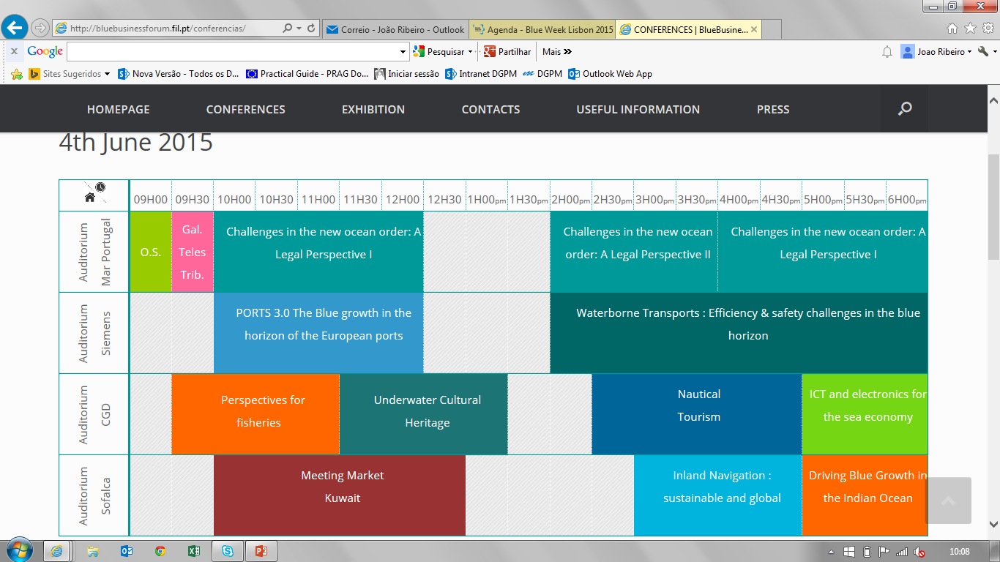 http://bluebusinessforum.fil.pt/conferencias/
Correio - João Ribeiro - Outlook
Agenda - Blue Week Lisbon 2015
CONFERENCES | BlueBusine...
x Google
Pesquisar
Partilhar
Mais »
Joao Ribeiro
Sites Sugeridos
Nova Versão - Todos os D...
Practical Guide - PRAG Do...
Iniciar sessão
Intranet DGPM
DGPM
Outlook Web App
HOMEPAGE CONFERENCES EXHIBITION CONTACTS USEFUL INFORMATION PRESS
4th June 2015
09H00 09H30 10H00 10H30 11H00 11H30 12H00 12H30 1H00pm 1H30pm 2H00pm 2H30pm 3H00pm 3H30pm 4H00pm 4H30pm 5H00pm 5H30pm 6H00pm
Auditorium
Mar Portugal
O.S.
Gal.
Teles
Trib.
Challenges in the new ocean order: A
Legal Perspective I
Challenges in the new ocean
order: A Legal Perspective II
Challenges in the new ocean order: A
Legal Perspective I
Auditorium
Siemens
PORTS 3.0 The Blue growth in the
horizon of the European ports
Waterborne Transports : Efficiency & safety challenges in the blue
horizon
Auditorium
CGD
Perspectives for
fisheries
Underwater Cultural
Heritage
Nautical
Tourism
ICT and electronics for
the sea economy
Auditorium
Sofalca
Meeting Market
Kuwait
Inland Navigation :
sustainable and global
Driving Blue Growth in
the Indian Ocean
10:08